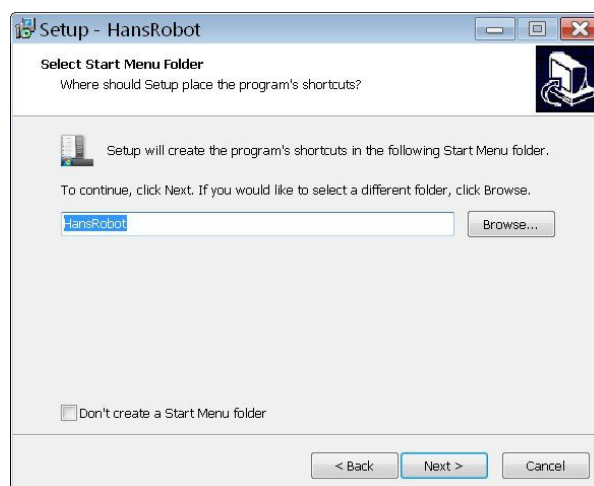 Setup - HansRobot
Select Start Menu Folder
Where should Setup place the program's shortcuts?
Setup will create the program's shortcuts in the following Start Menu folder.
To continue, click Next. If you would like to select a different folder, click Browse.
HansRobot
Browse...
Don't create a Start Menu folder
< Back
Next >
Cancel